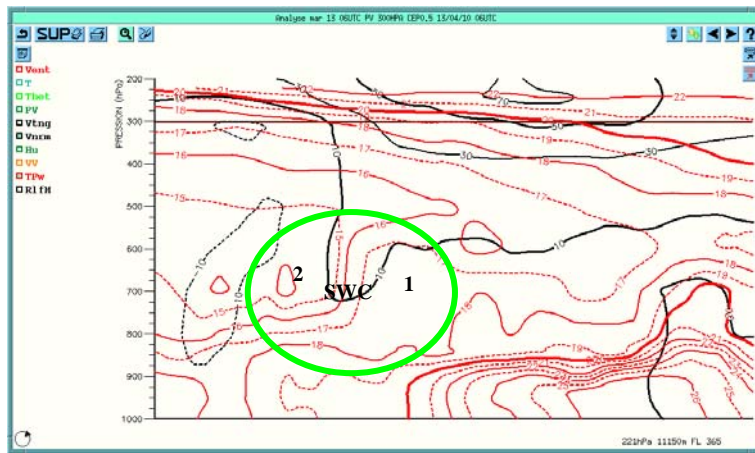 Analyse mar 13 06UTC PV 300HPA CEP0.5 13/04/10 06UTC
SUP
?
Vent
T
Thet
PV
Vtng
Vnrm
Hu
VV
TPw
RlfM
PRESSION (hPa)
200
300
400
500
600
700
800
900
1000
2
SWC
1
221hPa 11150m FL 365